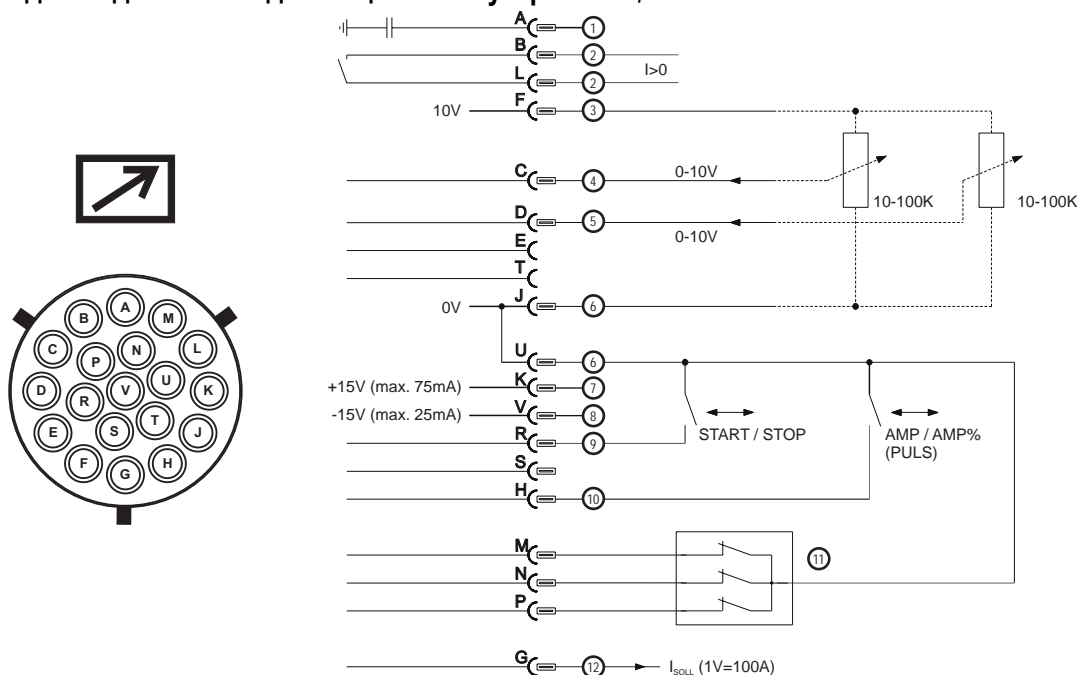 A
1
B
2
L
2
I>0
10V
F
3
C
4
0-10V
10-100K
10-100K
D
5
0-10V
E
T
0V
J
6
U
6
+15V (max. 75mA)
K
7
-15V (max. 25mA)
V
8
START / STOP
AMP / AMP%
(PULS)
R
9
S
H
10
M
11
N
P
G
12
I_SOLL (1V=100A)
A
B
M
C
P
N
L
D
R
V
U
K
E
S
T
J
F
G
H